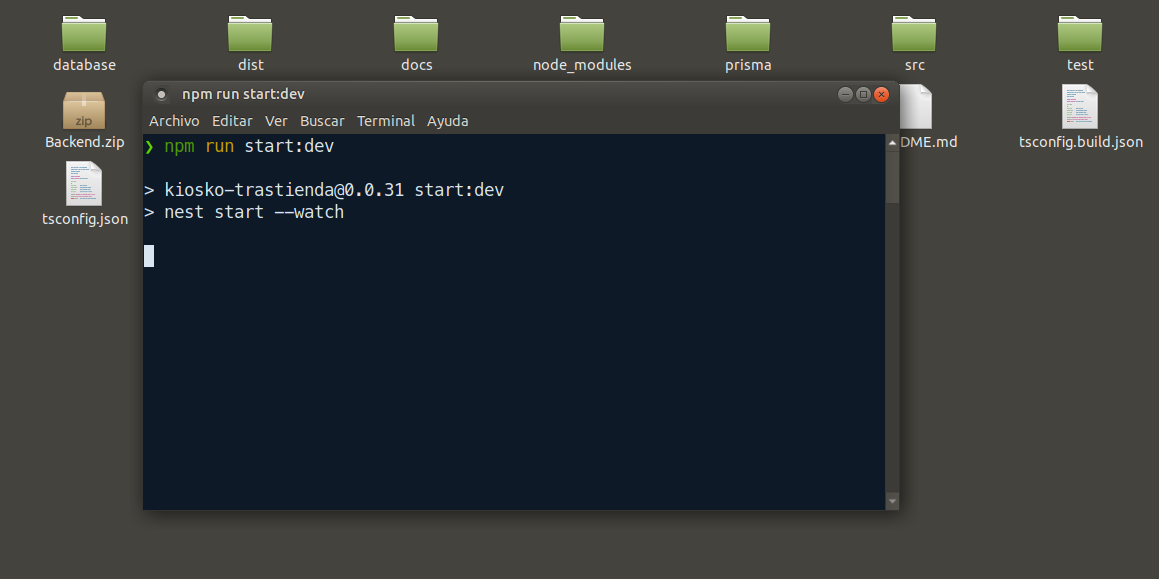 database
dist
docs
node_modules
prisma
src
test
npm run start:dev
zip
Backend.zip
DME.md
tsconfig.build.json
tsconfig.json
Archivo Editar Ver Buscar Terminal Ayuda
❯ npm run start:dev
> kiosko-trastienda@0.0.31 start:dev
> nest start --watch